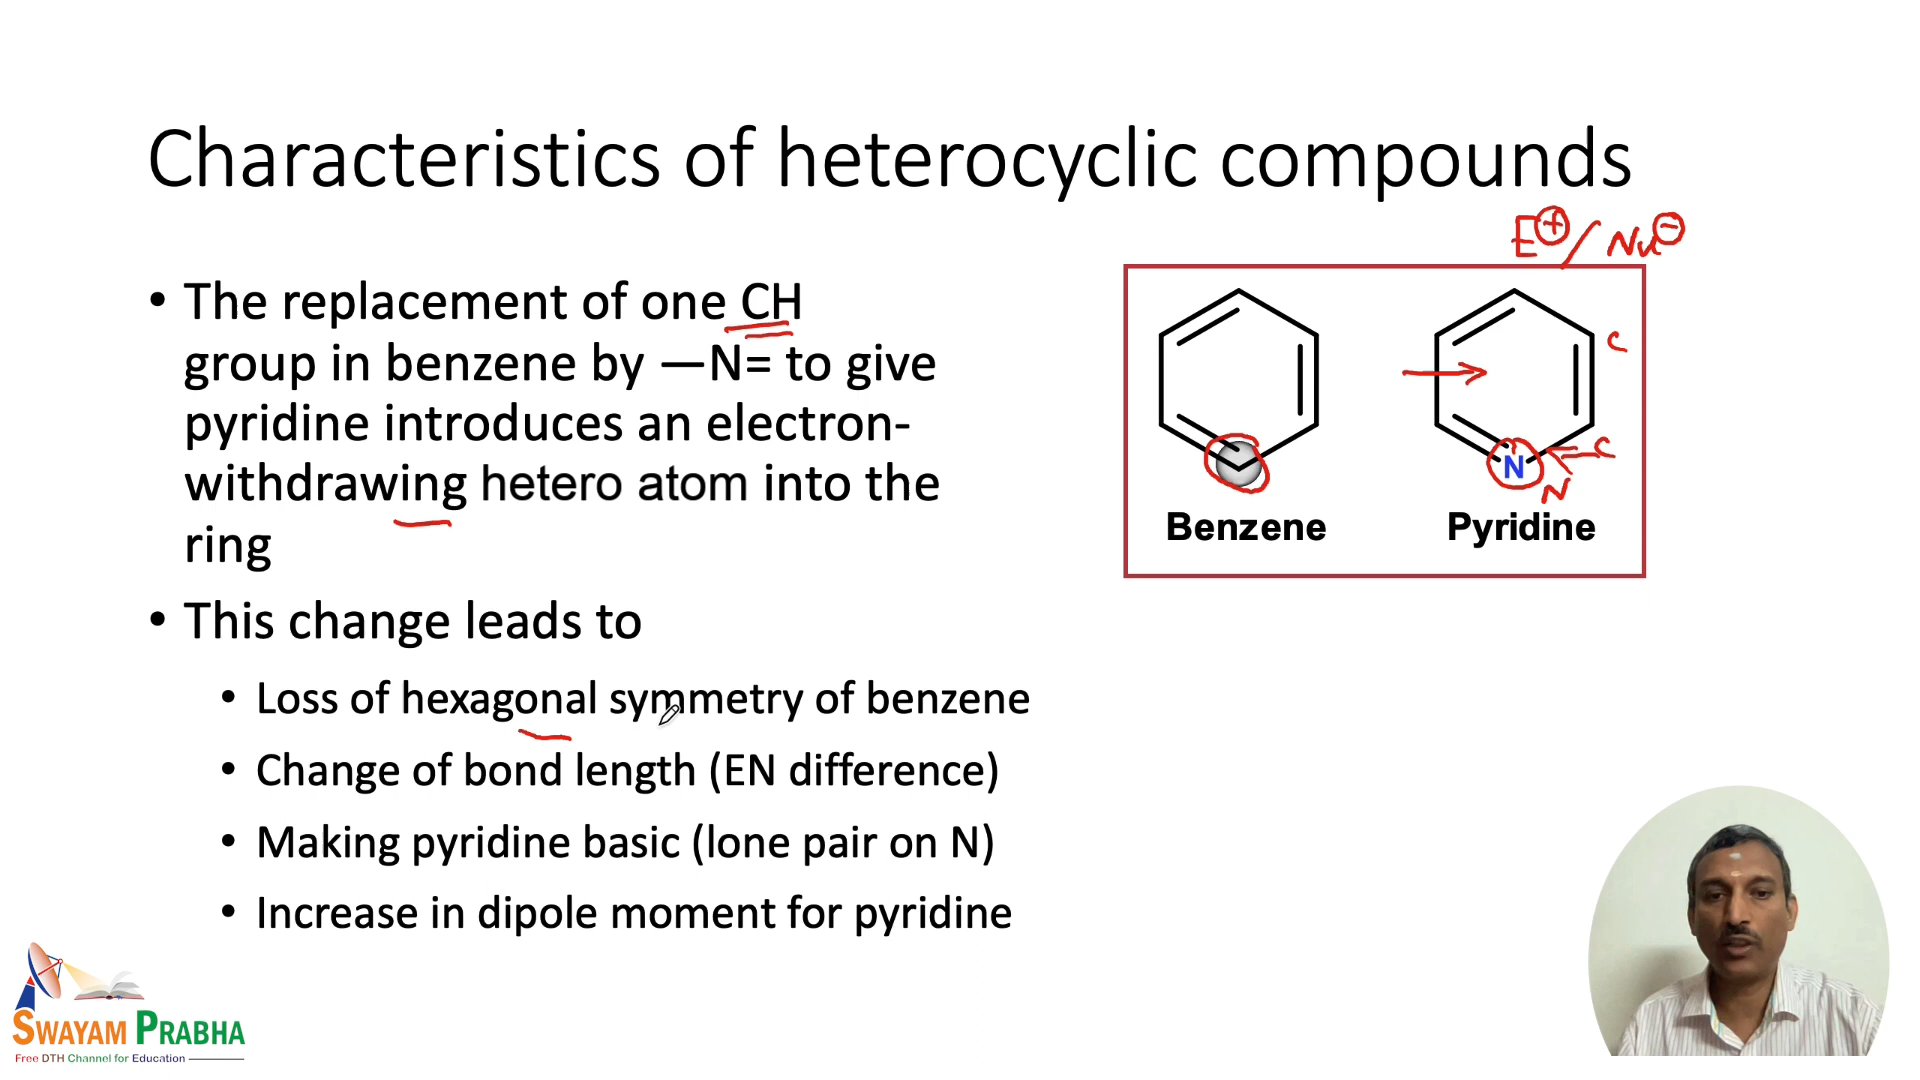 Characteristics of heterocyclic compounds
E⊕/Nu⊖
• The replacement of one CH
group in benzene by —N= to give
pyridine introduces an electron-
withdrawing hetero atom into the
ring
• This change leads to
• Loss of hexagonal symmetry of benzene
• Change of bond length (EN difference)
• Making pyridine basic (lone pair on N)
• Increase in dipole moment for pyridine
C
N
C
N
Benzene
Pyridine
SWAYAM PRABHA
Free DTH Channel for Education